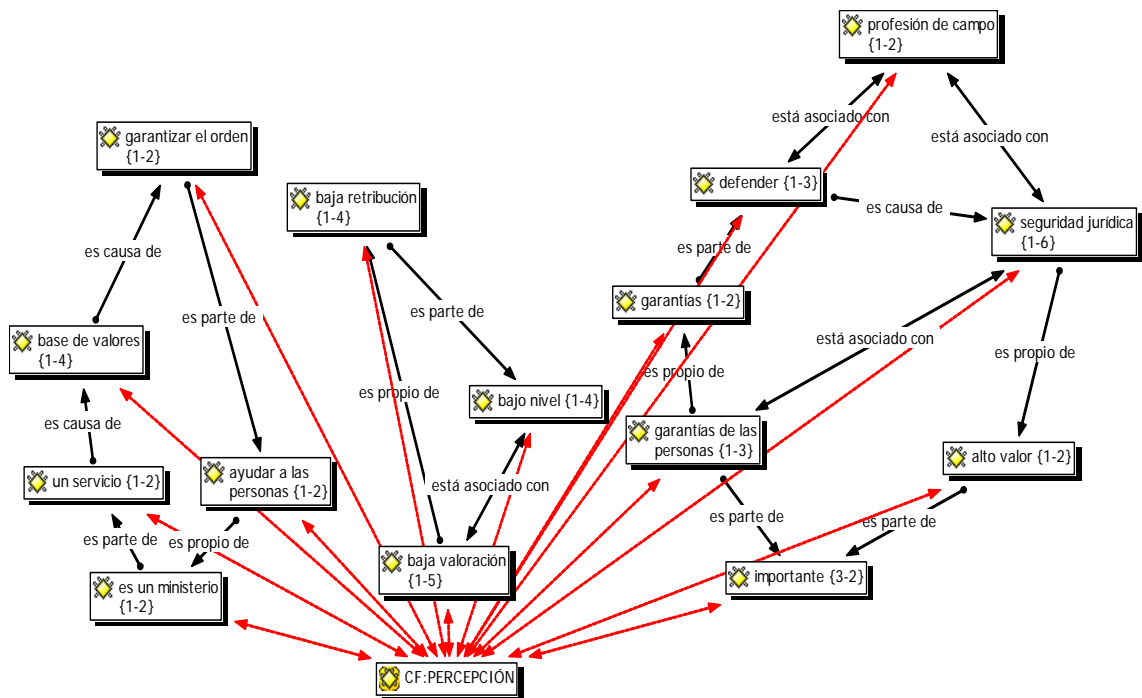 profesión de campo
{1-2}
está asociado con
está asociado con
garantizar el orden
{1-2}
defender {1-3}
baja retribución
{1-4}
es causa de
seguridad jurídica
{1-6}
es causa de
es parte de
garantías {1-2}
es parte de
es parte de
base de valores
{1-4}
está asociado con
es propio de
es propio de
es propio de
bajo nivel {1-4}
es causa de
garantías de las
personas {1-3}
alto valor {1-2}
un servicio {1-2}
ayudar a las
personas {1-2}
está asociado con
es parte de
es parte de
es parte de
es propio de
baja valoración
{1-5}
importante {3-2}
es un ministerio
{1-2}
CF:PERCEPCIÓN